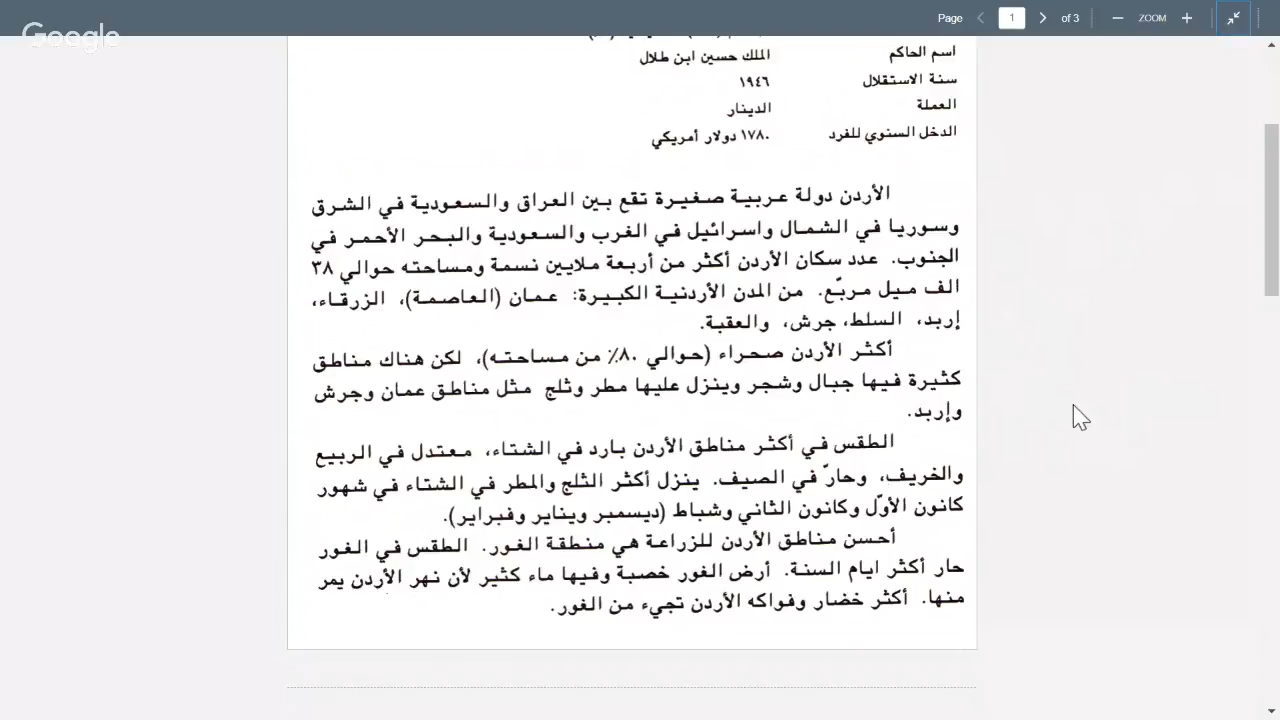 Page 1 of 3 ZOOM
Google
اسم الحاكم الملك حسين ابن طلال
سنة الاستقلال ١٩٤٦
العملة الدينار
الدخل السنوي للفرد ١٧٨٠ دولار أمريكي
الأردن دولة عربية صغيرة تقع بين العراق والسعودية في الشرق
وسوريا في الشمال واسرائيل في الغرب والسعودية والبحر الأحمر في
الجنوب. عدد سكان الأردن أكثر من أربعة ملايين نسمة ومساحته حوالي ٣٨
الف ميل مربّع. من المدن الأردنية الكبيرة: عمان (العاصمة)، الزرقاء،
إربد، السلط، جرش، والعقبة.
أكثر الأردن صحراء (حوالي ٨٠٪ من مساحته)، لكن هناك مناطق
كثيرة فيها جبال وشجر وينزل عليها مطر وثلج مثل مناطق عمان وجرش
وإربد.
الطقس في أكثر مناطق الأردن بارد في الشتاء، معتدل في الربيع
والخريف، وحارّ في الصيف. ينزل أكثر الثلج والمطر في الشتاء في شهور
كانون الأوّل وكانون الثاني وشباط (ديسمبر ويناير وفبراير).
أحسن مناطق الأردن للزراعة هي منطقة الغور. الطقس في الغور
حار أكثر ايام السنة. أرض الغور خصبة وفيها ماء كثير لأن نهر الأردن يمر
منها. أكثر خضار وفواكه الأردن تجيء من الغور.